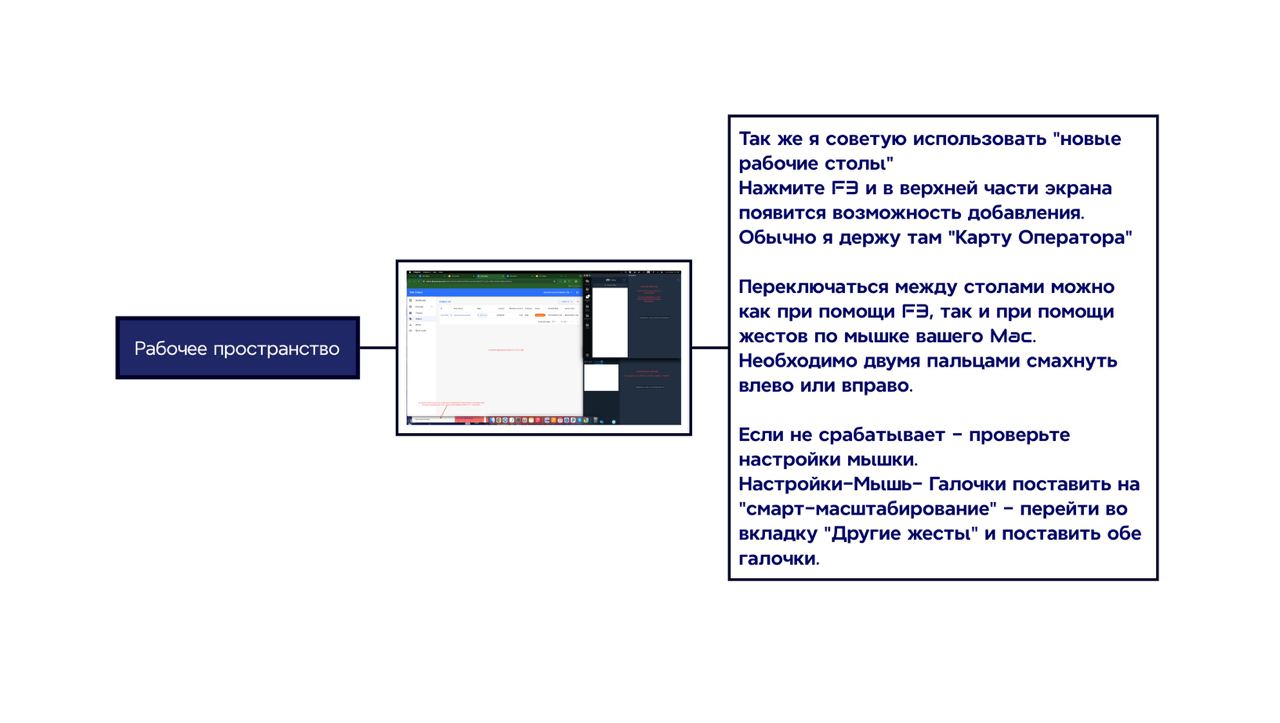 Рабочее пространство
Так же я советую использовать "новые
рабочие столы"
Нажмите F3 и в верхней части экрана
появится возможность добавления.
Обычно я держу там "Карту Оператора"
Переключаться между столами можно
как при помощи F3, так и при помощи
жестов по мышке вашего Mac.
Необходимо двумя пальцами смахнуть
влево или вправо.
Если не срабатывает - проверьте
настройки мышки.
Настройки-Мышь- Галочки поставить на
"смарт-масштабирование" - перейти во
вкладку "Другие жесты" и поставить обе
галочки.